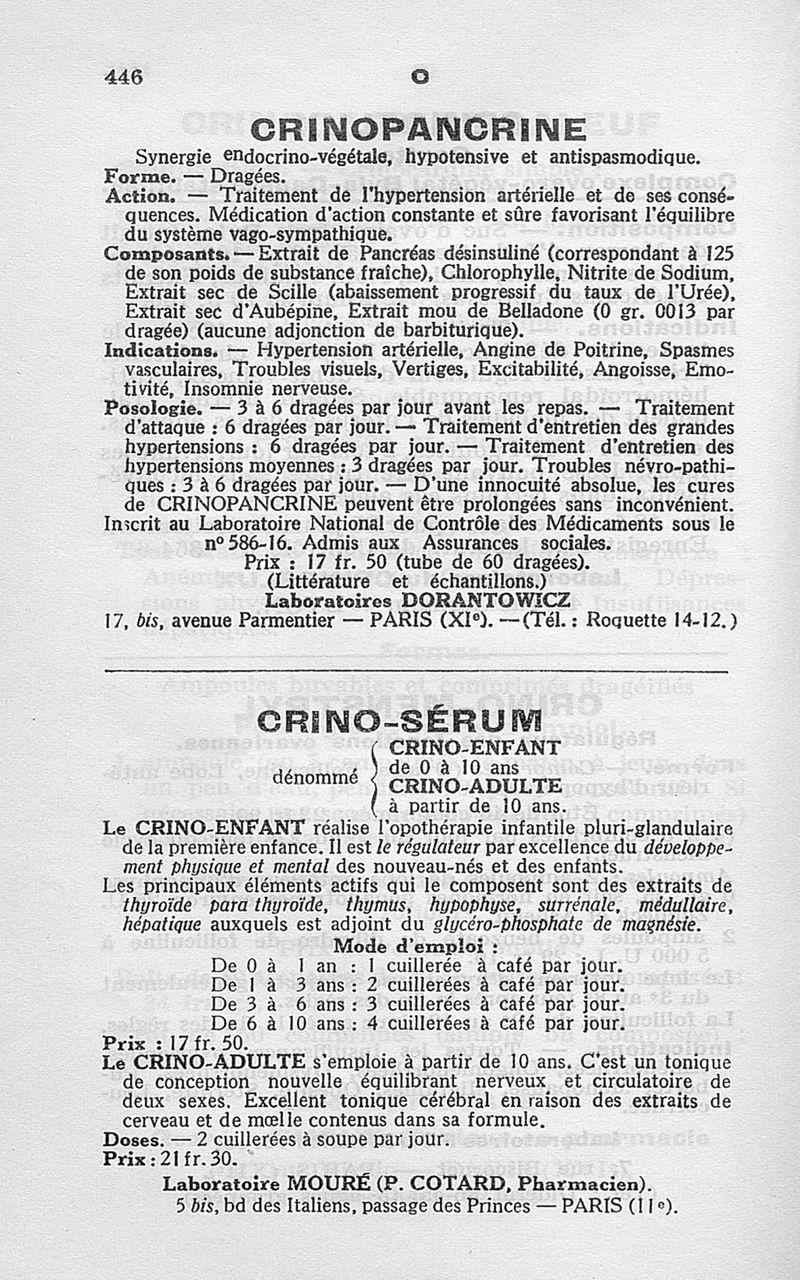 446 O
CRINOPANCRINE
Synergie endocrino-végétale, hypotensive et antispasmodique.
Forme. — Dragées.
Action. — Traitement de l'hypertension artérielle et de ses consé-
quences. Médication d'action constante et sûre favorisant l'équilibre
du système vago-sympathique.
Composants. — Extrait de Pancréas désinsuliné (correspondant à 125
de son poids de substance fraîche), Chlorophylle, Nitrite de Sodium,
Extrait sec de Scille (abaissement progressif du taux de l'Urée),
Extrait sec d'Aubépine, Extrait mou de Belladone (0 gr. 0013 par
dragée) (aucune adjonction de barbiturique).
Indications. — Hypertension artérielle, Angine de Poitrine, Spasmes
vasculaires, Troubles visuels, Vertiges, Excitabilité, Angoisse, Emo-
tivité, Insomnie nerveuse.
Posologie. — 3 à 6 dragées par jour avant les repas. — Traitement
d'attaque : 6 dragées par jour. — Traitement d'entretien des grandes
hypertensions : 6 dragées par jour. — Traitement d'entretien des
hypertensions moyennes : 3 dragées par jour. Troubles névro-pathi-
ques : 3 à 6 dragées par jour. — D'une innocuité absolue, les cures
de CRINOPANCRINE peuvent être prolongées sans inconvénient.
Inscrit au Laboratoire National de Contrôle des Médicaments sous le
n° 586-16. Admis aux Assurances sociales.
Prix : 17 fr. 50 (tube de 60 dragées).
(Littérature et échantillons.)
Laboratoires DORANTOWICZ
17, bis, avenue Parmentier — PARIS (XIe). — (Tél. : Roquette 14-12.)
CRINO-SÉRUM
dénommé { CRINO-ENFANT
de 0 à 10 ans
CRINO-ADULTE
à partir de 10 ans.
Le CRINO-ENFANT réalise l'opothérapie infantile pluri-glandulaire
de la première enfance. Il est le régulateur par excellence du développe-
ment physique et mental des nouveau-nés et des enfants.
Les principaux éléments actifs qui le composent sont des extraits de
thyroïde para thyroïde, thymus, hypophyse, surrénale, médullaire,
hépatique auxquels est adjoint du glycéro-phosphate de magnésie.
Mode d'emploi :
De 0 à 1 an : 1 cuillerée à café par jour.
De 1 à 3 ans : 2 cuillerées à café par jour.
De 3 à 6 ans : 3 cuillerées à café par jour.
De 6 à 10 ans : 4 cuillerées à café par jour.
Prix : 17 fr. 50.
Le CRINO-ADULTE s'emploie à partir de 10 ans. C'est un tonique
de conception nouvelle équilibrant nerveux et circulatoire de
deux sexes. Excellent tonique cérébral en raison des extraits de
cerveau et de mœlle contenus dans sa formule.
Doses. — 2 cuillerées à soupe par jour.
Prix : 21 fr. 30.
Laboratoire MOURÉ (P. COTARD, Pharmacien).
5 bis, bd des Italiens, passage des Princes — PARIS (11e).